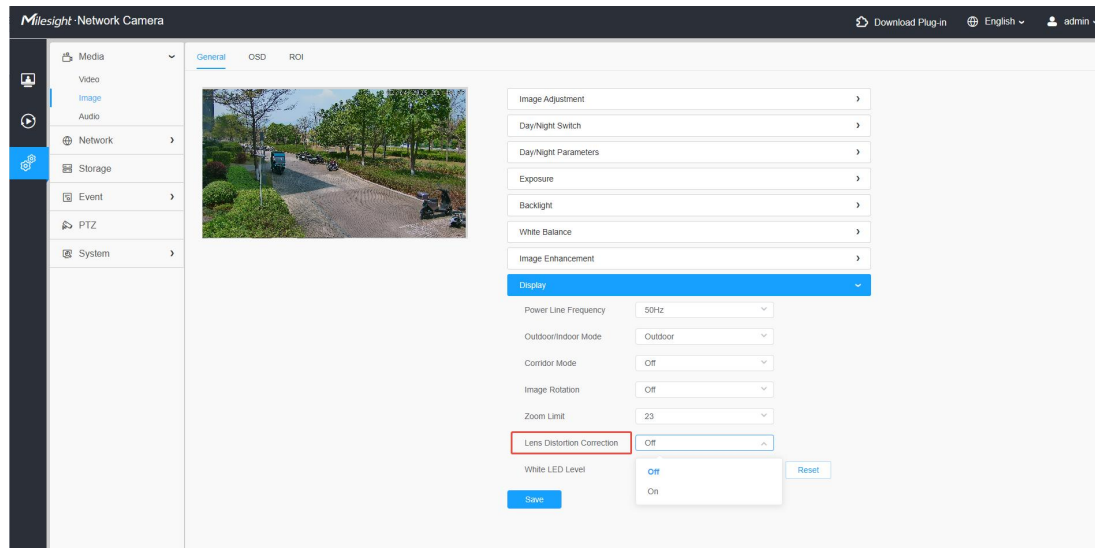 Milesight · Network Camera
Download Plug-in
English
admin
Media
Video
Image
Audio
Network
Storage
Event
PTZ
System
General OSD ROI
Image Adjustment
Day/Night Switch
Day/Night Parameters
Exposure
Backlight
White Balance
Image Enhancement
Display
Power Line Frequency 50Hz
Outdoor/Indoor Mode Outdoor
Corridor Mode Off
Image Rotation Off
Zoom Limit 23
Lens Distortion Correction Off
White LED Level Reset
Off
On
Save